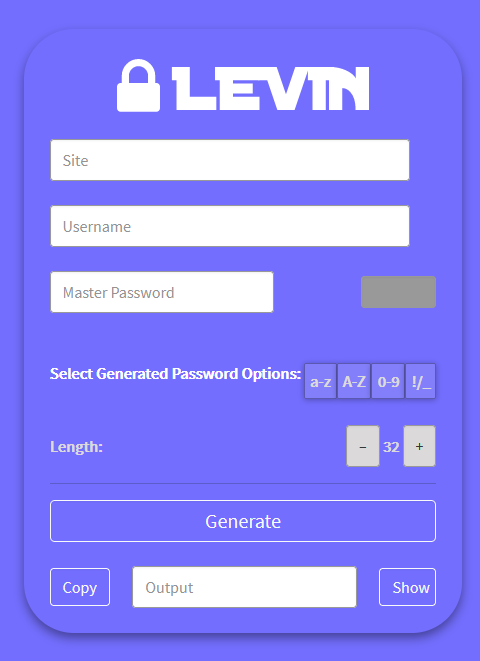 LEVIN
Site
Username
Master Password
Select Generated Password Options: a-z A-Z 0-9 !/_
Length: – 32 +
Generate
Copy Output Show